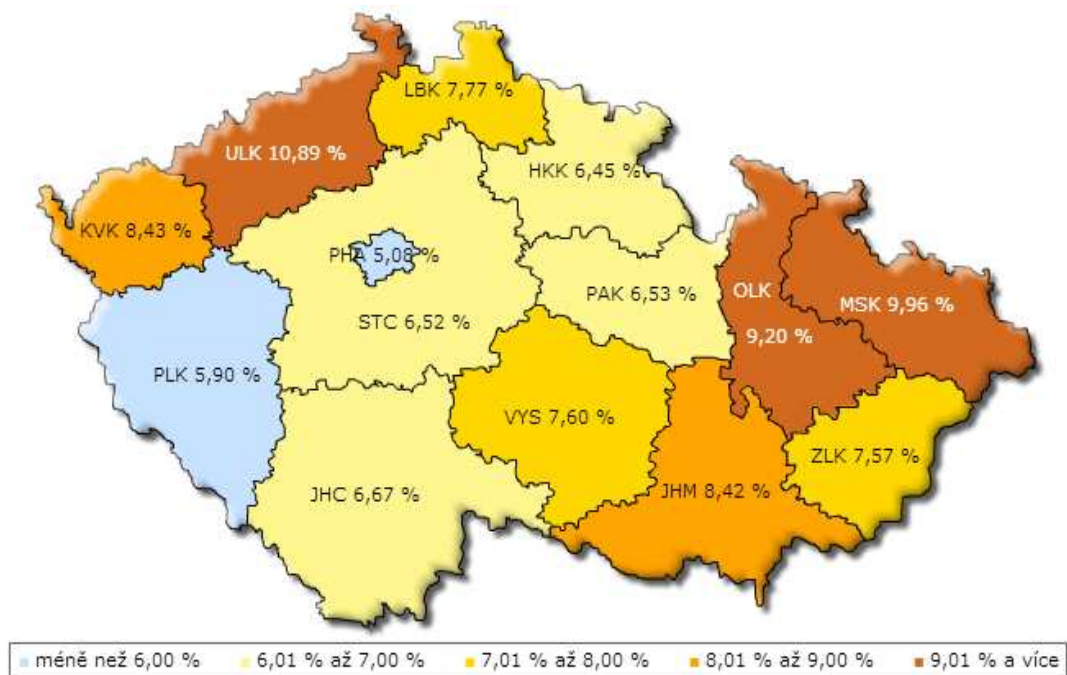 LBK 7,77 %
ULK 10,89 %
HKK 6,45 %
KVK 8,43 %
PHA 5,08 %
PAK 6,53 %
OLK
9,20 %
MSK 9,96 %
STC 6,52 %
PLK 5,90 %
VYS 7,60 %
ZLK 7,57 %
JHC 6,67 %
JHM 8,42 %
méně než 6,00 % 6,01 % až 7,00 % 7,01 % až 8,00 % 8,01 % až 9,00 % 9,01 % a více